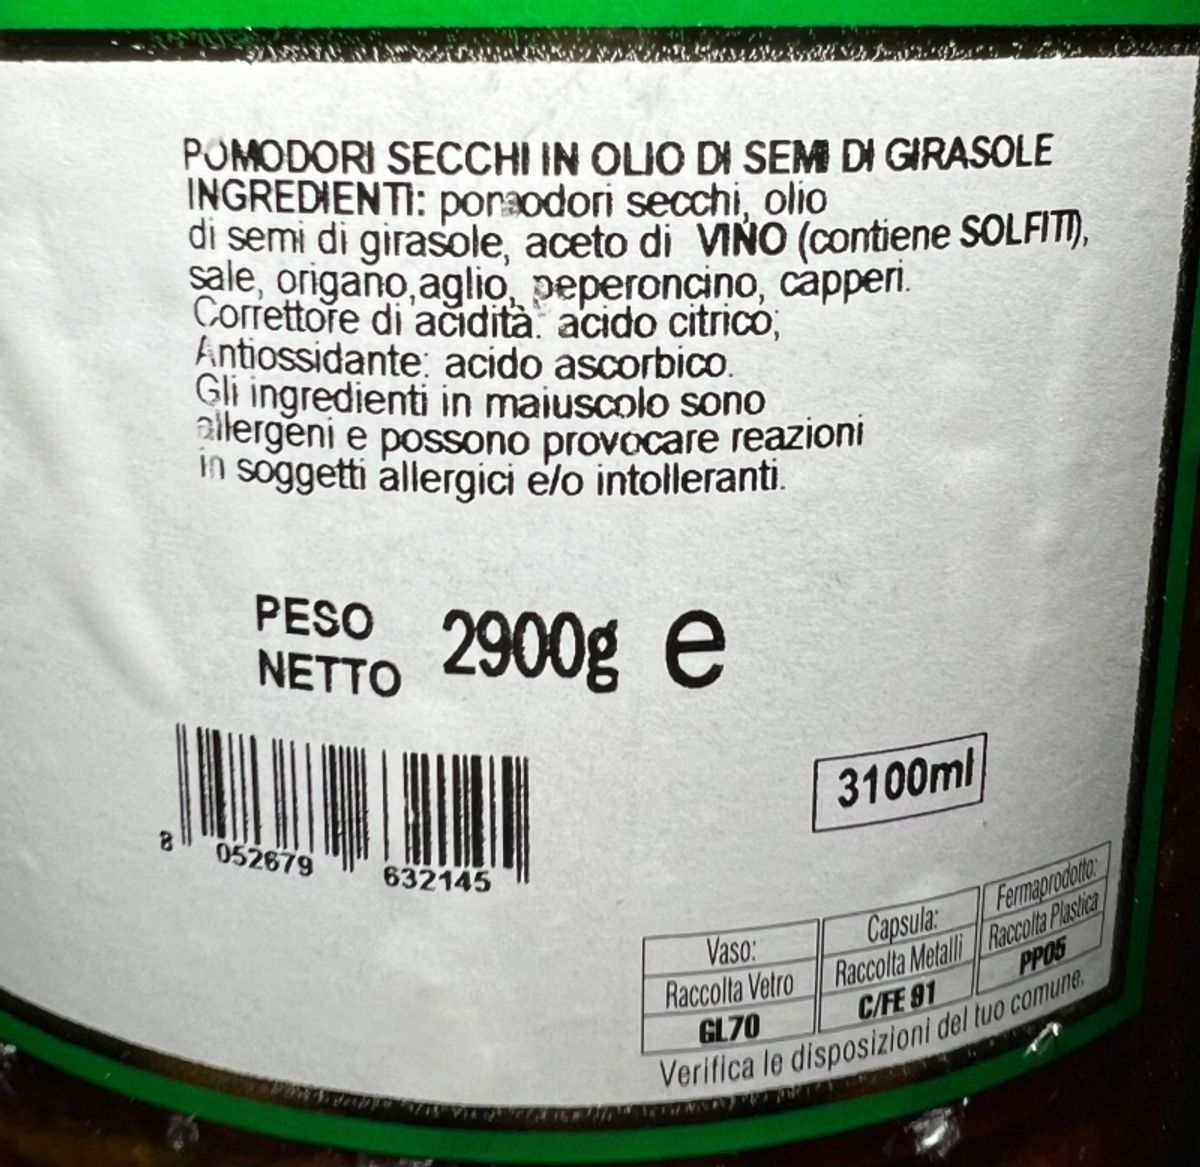 POMODORI SECCHI IN OLIO DI SEMI DI GIRASOLE
INGREDIENTI: pomodori secchi, olio
di semi di girasole, aceto di VINO (contiene SOLFITI),
sale, origano, aglio, peperoncino, capperi.
Correttore di acidità: acido citrico;
Antiossidante: acido ascorbico.
Gli ingredienti in maiuscolo sono
allergeni e possono provocare reazioni
in soggetti allergici e/o intolleranti.
PESO NETTO 2900g e
3100ml
8 052679 632145
Vaso:
Raccolta Vetro
GL70
Capsula:
Raccolta Metalli
C/FE 91
Fermaprodotto:
Raccolta Plastica
PP05
Verifica le disposizioni del tuo comune.